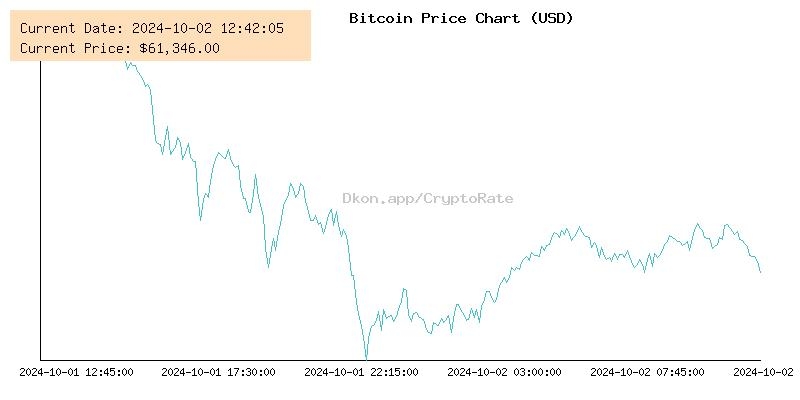 Bitcoin Price Chart (USD)
Current Date: 2024-10-02 12:42:05
Current Price: $61,346.00
Dkon.app/CryptoRate
2024-10-01 12:45:00
2024-10-01 17:30:00
2024-10-01 22:15:00
2024-10-02 03:00:00
2024-10-02 07:45:00
2024-10-02